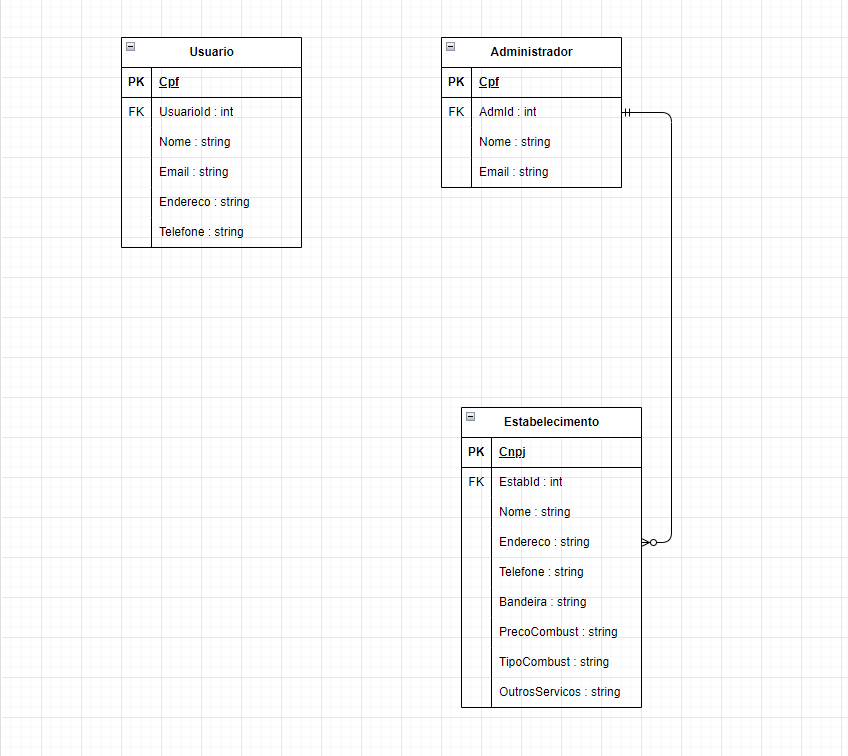 Usuario
PK Cpf
FK UsuarioId : int
Nome : string
Email : string
Endereco : string
Telefone : string
Administrador
PK Cpf
FK AdmId : int
Nome : string
Email : string
Estabelecimento
PK Cnpj
FK EstabId : int
Nome : string
Endereco : string
Telefone : string
Bandeira : string
PrecoCombust : string
TipoCombust : string
OutrosServicos : string